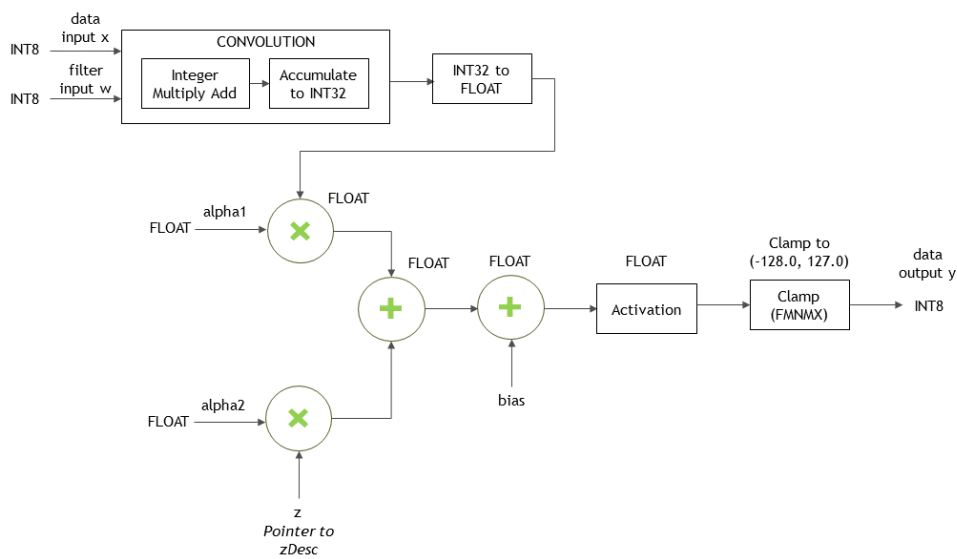 data
input x
INT8
filter
input w
INT8
CONVOLUTION
Integer
Multiply Add
Accumulate
to INT32
INT32 to
FLOAT
FLOAT
alpha1
FLOAT
FLOAT
FLOAT
FLOAT
Clamp to
(-128.0, 127.0)
data
output y
Activation
Clamp
(FMNMX)
INT8
bias
FLOAT
alpha2
z
Pointer to
zDesc